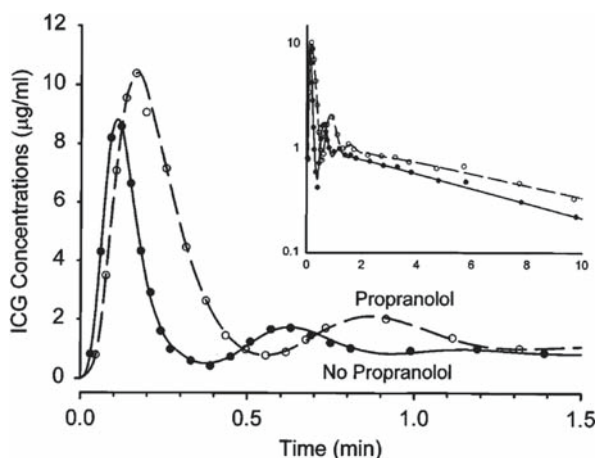 ICG Concentrations (µg/ml)
12
10
8
6
4
2
0
10
1
0.1
0 2 4 6 8 10
Propranolol
No Propranolol
0.0 0.5 1.0 1.5
Time (min)